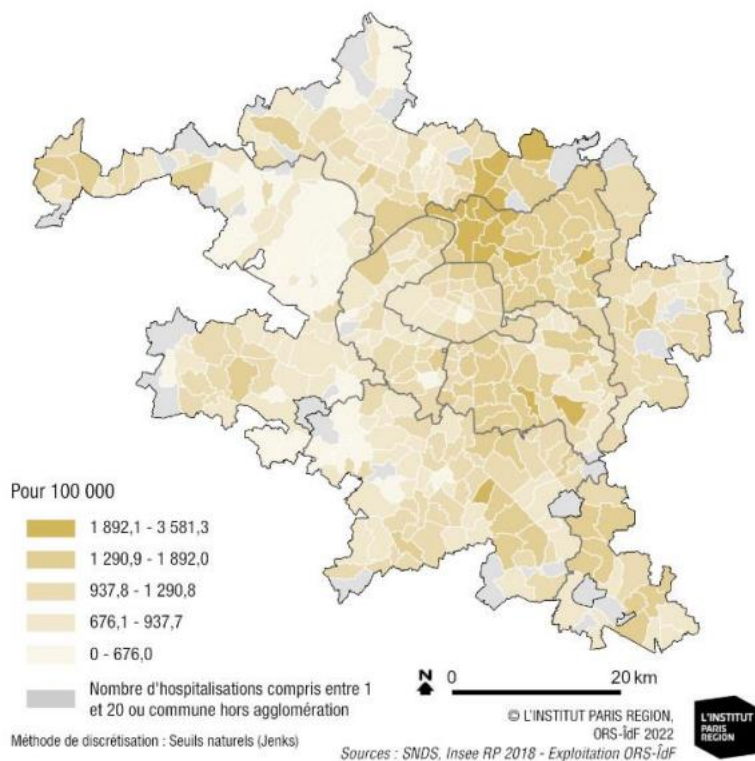 Pour 100 000
1 892,1 - 3 581,3
1 290,9 - 1 892,0
937,8 - 1 290,8
676,1 - 937,7
0 - 676,0
Nombre d'hospitalisations compris entre 1
et 20 ou commune hors agglomération
Méthode de discrétisation : Seuils naturels (Jenks)
N 0 20 km
© L'INSTITUT PARIS REGION,
ORS-ÎdF 2022
Sources : SNDS, Insee RP 2018 - Exploitation ORS-ÎdF
L'INSTITUT
PARIS
REGION